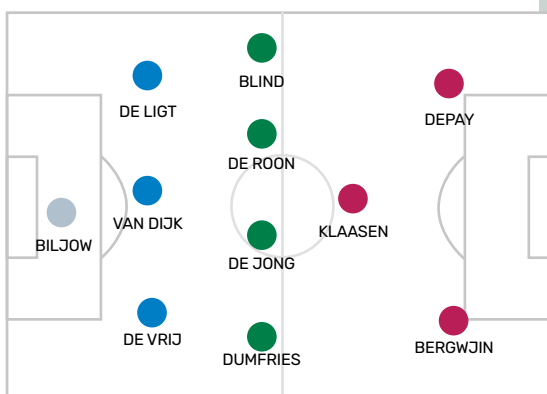 BLIND
DE LIGT
DEPAY
DE ROON
VAN DIJK
KLAASEN
BILJOW
DE JONG
DE VRIJ
BERGWJIN
DUMFRIES